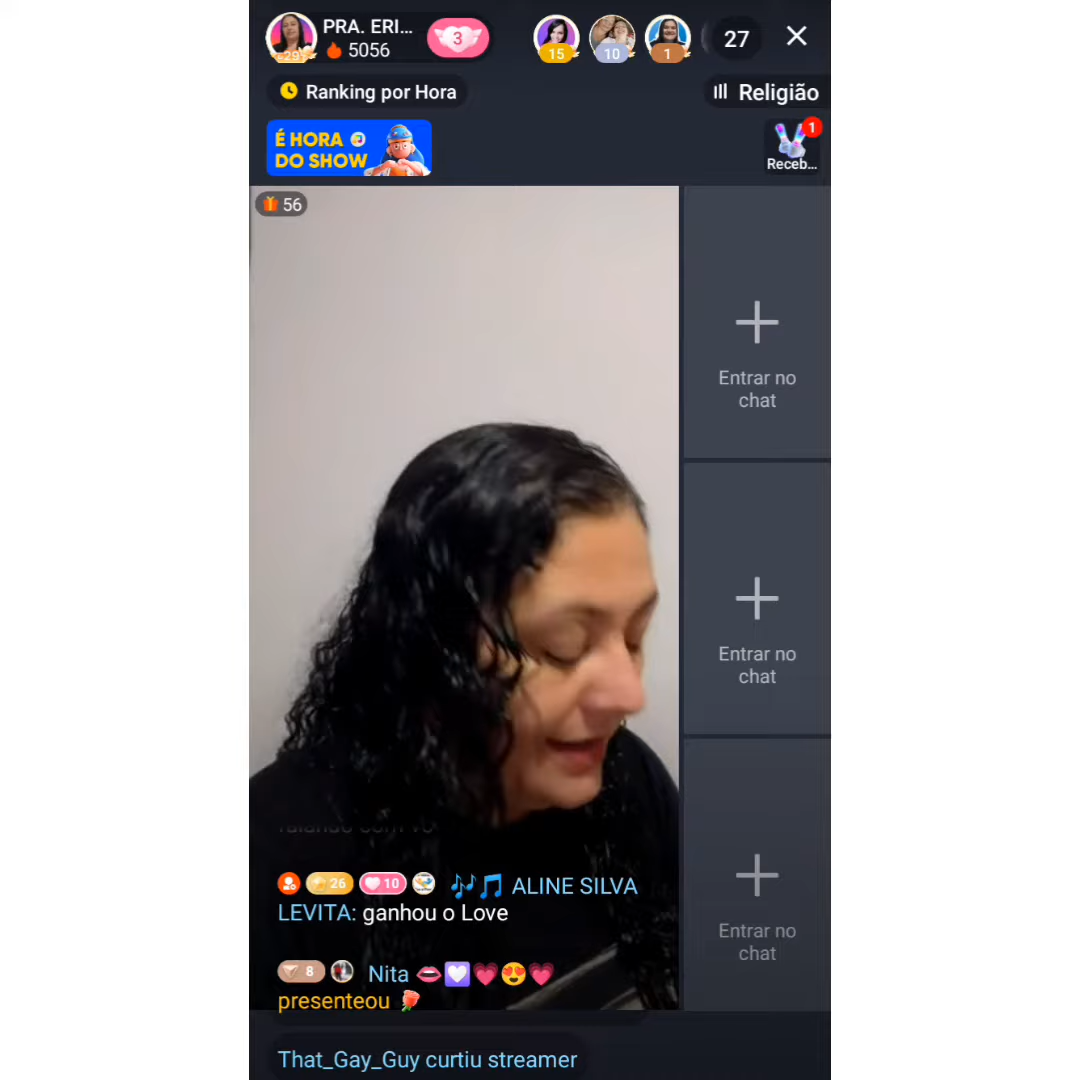 PRA. ERI...
5056
3
15
10
1
27
Ranking por Hora
Religião
É HORA
DO SHOW
1
Receb...
56
Entrar no
chat
Entrar no
chat
Entrar no
chat
26 10 🎶🎵 ALINE SILVA
LEVITA: ganhou o Love
8 Nita 👄💟💗😍💗
presenteou 🌹
That_Gay_Guy curtiu streamer